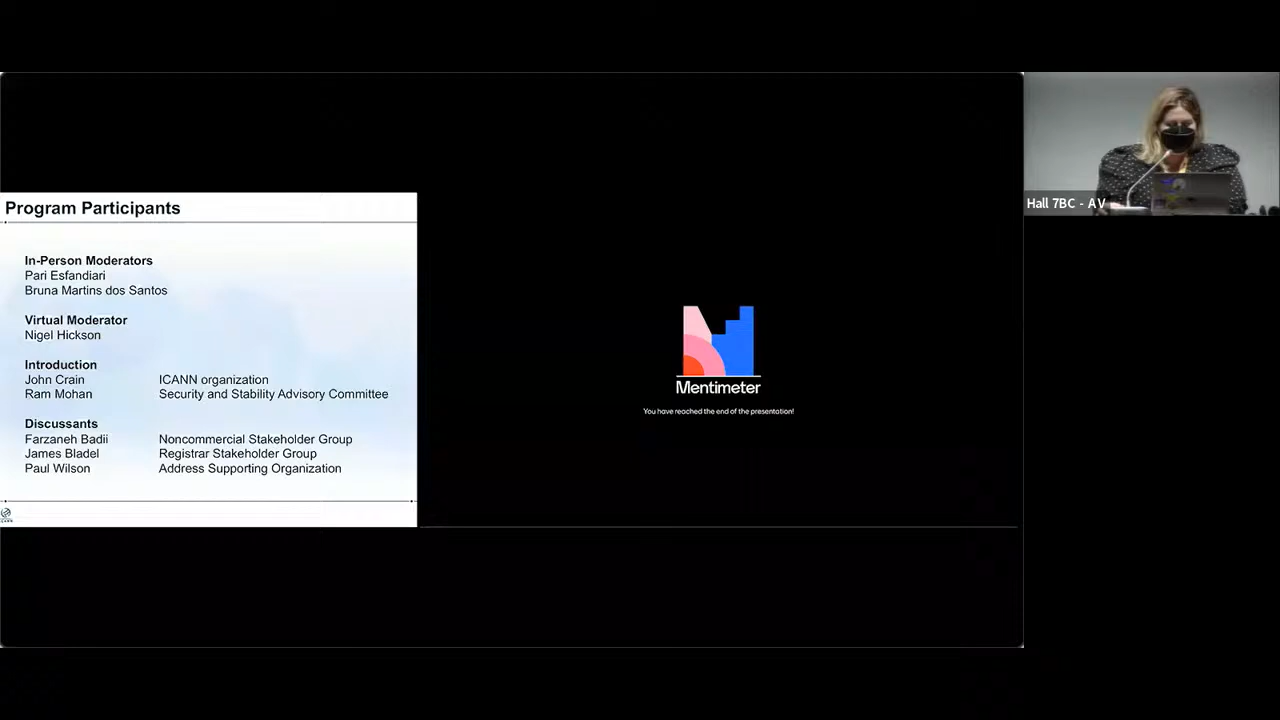 Program Participants
In-Person Moderators
Pari Esfandiari
Bruna Martins dos Santos
Virtual Moderator
Nigel Hickson
Introduction
John Crain ICANN organization
Ram Mohan Security and Stability Advisory Committee
Discussants
Farzaneh Badii Noncommercial Stakeholder Group
James Bladel Registrar Stakeholder Group
Paul Wilson Address Supporting Organization
ICANN
Mentimeter
You have reached the end of the presentation!
Hall 7BC - AV